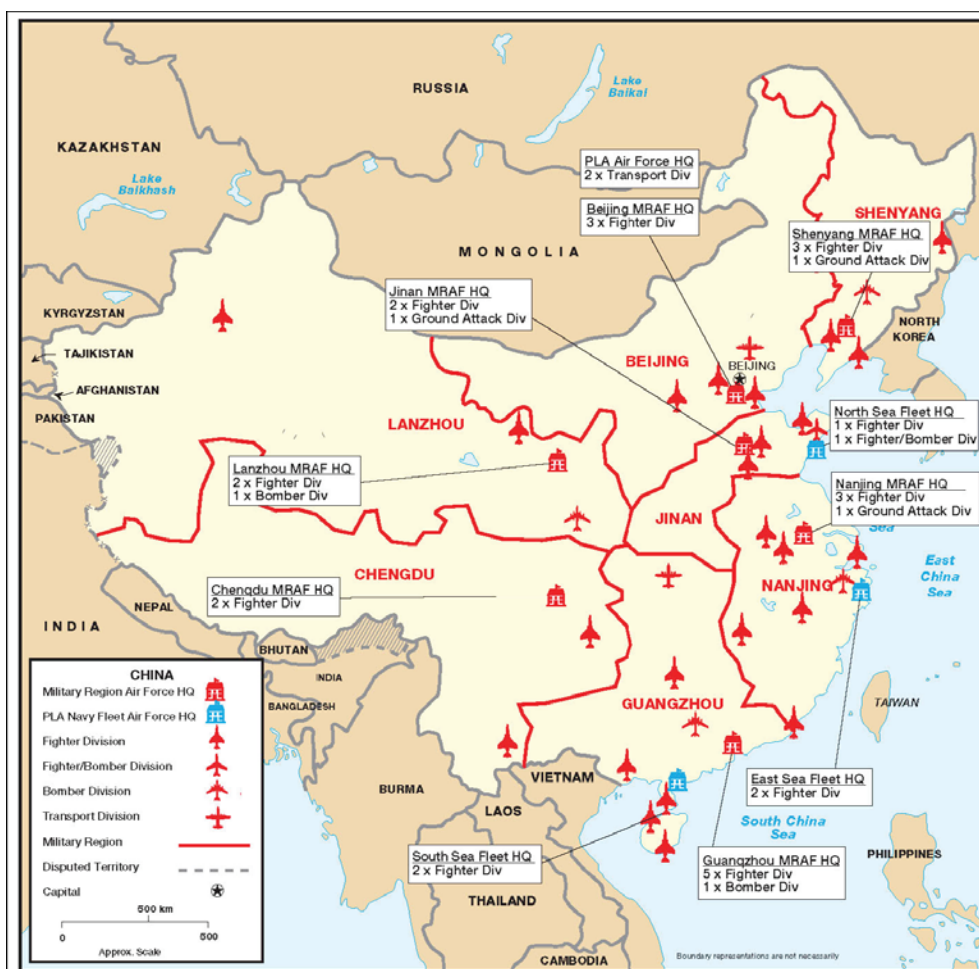 RUSSIA
Lake
Baikal
KAZAKHSTAN
Lake
Baikhash
PLA Air Force HQ
2 x Transport Div
Beijing MRAF HQ
3 x Fighter Div
SHENYANG
Shenyang MRAF HQ
3 x Fighter Div
1 x Ground Attack Div
MONGOLIA
Jinan MRAF HQ
2 x Fighter Div
1 x Ground Attack Div
KYRGYZSTAN
NORTH
KOREA
TAJIKISTAN
BEIJING
BEIJING
AFGHANISTAN
PAKISTAN
LANZHOU
North Sea Fleet HQ
1 x Fighter Div
1 x Fighter/Bomber Div
Lanzhou MRAF HQ
2 x Fighter Div
1 x Bomber Div
Nanjing MRAF HQ
3 x Fighter Div
1 x Ground Attack Div
JINAN
Sea
East
China
Sea
CHENGDU
Chengdu MRAF HQ
2 x Fighter Div
NANJING
NEPAL
INDIA
BHUTAN
INDIA
BANGLADESH
GUANGZHOU
TAIWAN
CHINA
Military Region Air Force HQ
PLA Navy Fleet Air Force HQ
Fighter Division
Fighter/Bomber Division
Bomber Division
Transport Division
Military Region
Disputed Territory
Capital
500 km
0
500
Approx. Scale
BURMA
VIETNAM
LAOS
East Sea Fleet HQ
2 x Fighter Div
South China
Sea
South Sea Fleet HQ
2 x Fighter Div
Guangzhou MRAF HQ
5 x Fighter Div
1 x Bomber Div
PHILIPPINES
THAILAND
CAMBODIA
Boundary representations are not necessarily